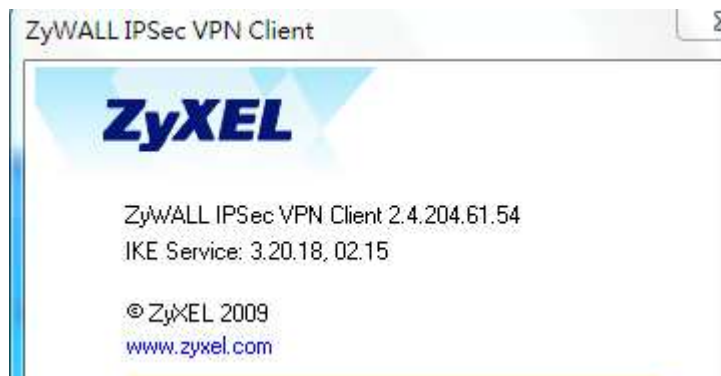 ZyWALL IPSec VPN Client
ZyXEL
ZyWALL IPSec VPN Client 2.4.204.61.54
IKE Service: 3.20.18, 02.15
© ZyXEL 2009
www.zyxel.com